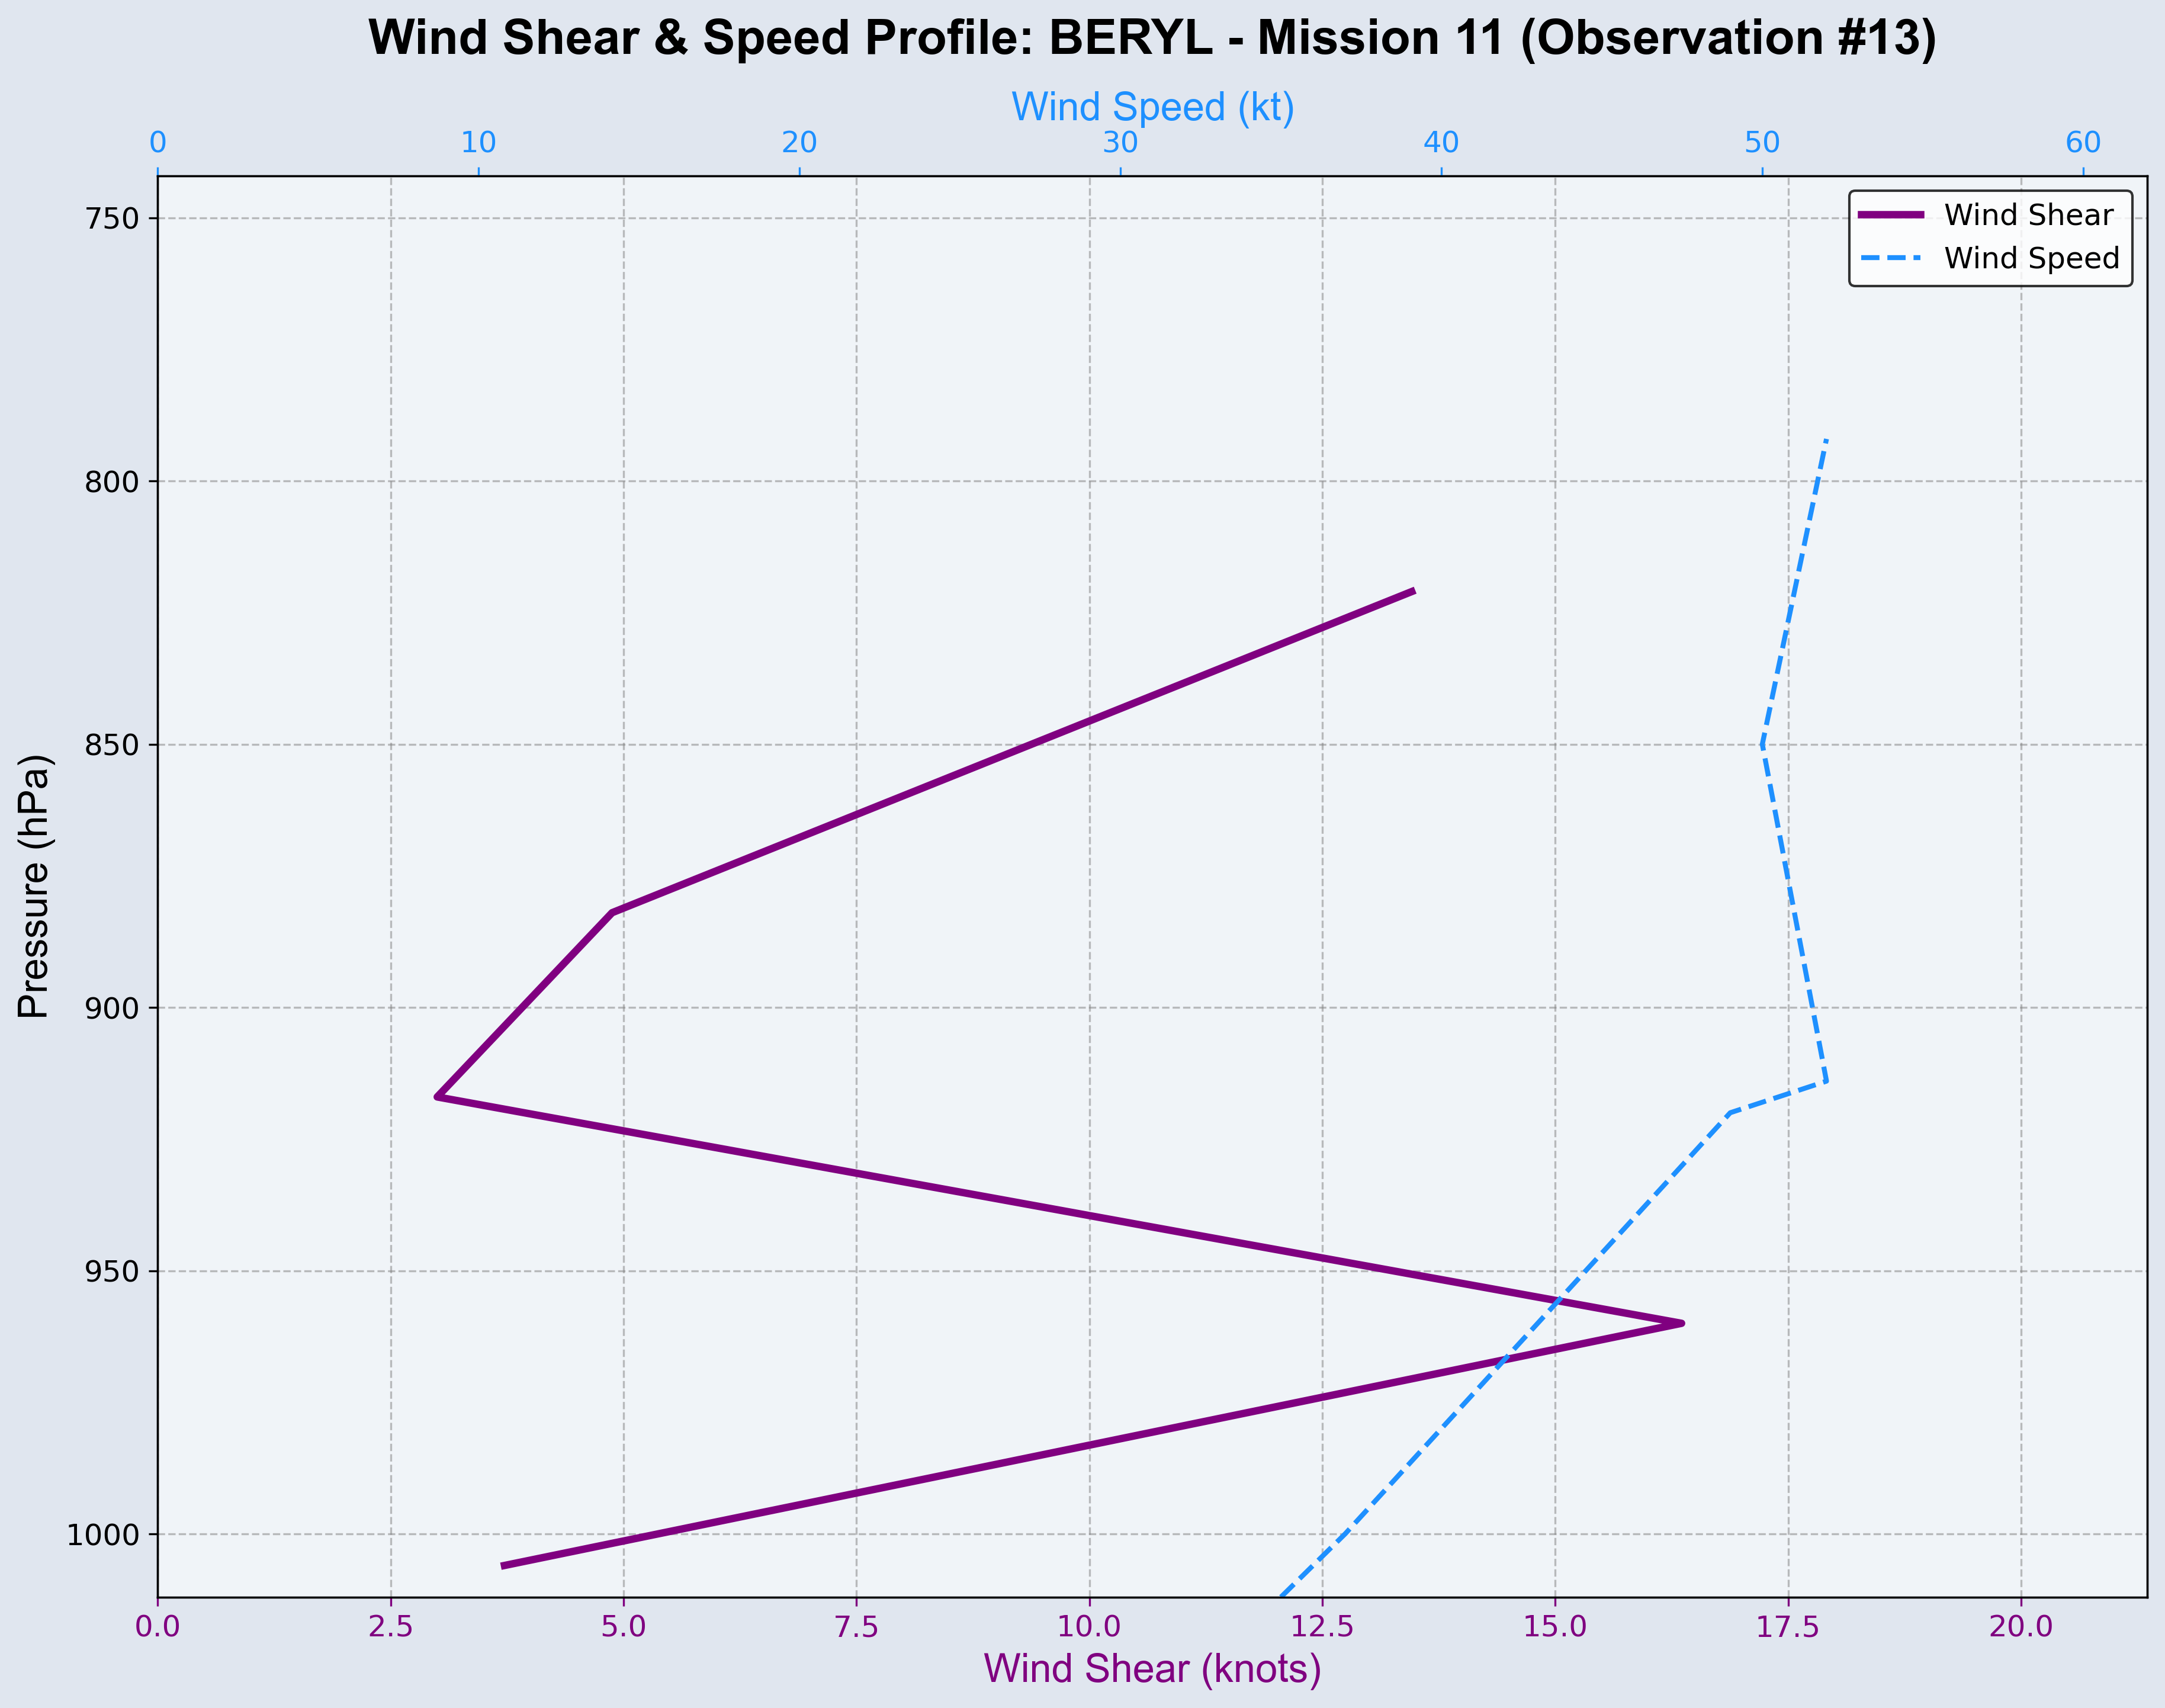 Wind Shear & Speed Profile: BERYL - Mission 11 (Observation #13)
Wind Speed (kt)
0 10 20 30 40 50 60
Wind Shear
Wind Speed
750
800
850
900
950
1000
Pressure (hPa)
0.0 2.5 5.0 7.5 10.0 12.5 15.0 17.5 20.0
Wind Shear (knots)